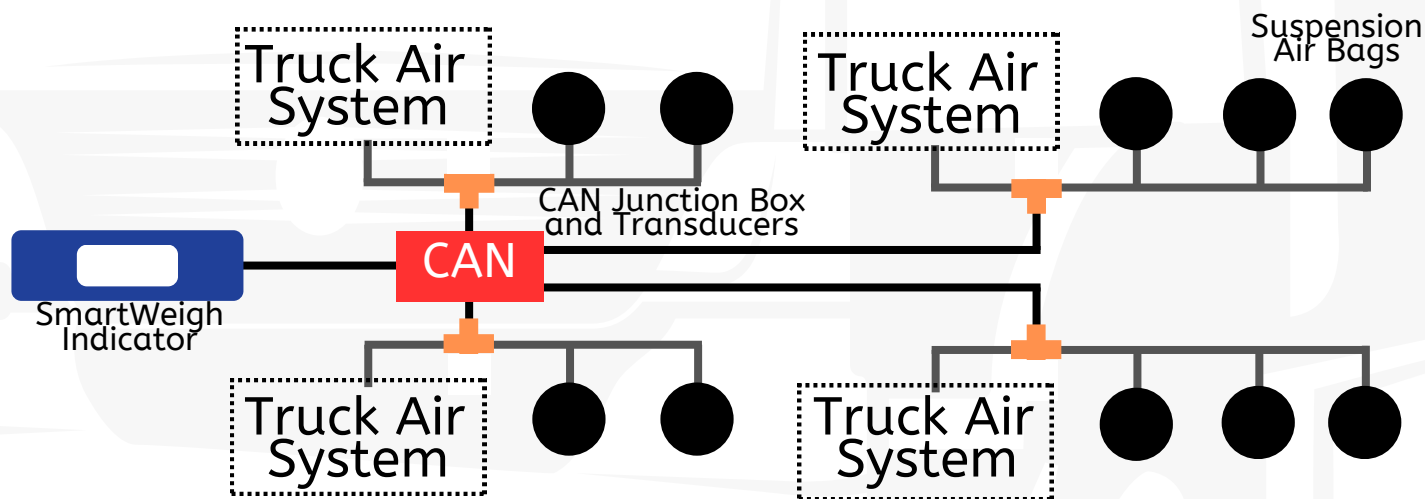 Truck Air
System
Truck Air
System
Suspension
Air Bags
CAN Junction Box
and Transducers
CAN
SmartWeigh
Indicator
Truck Air
System
Truck Air
System